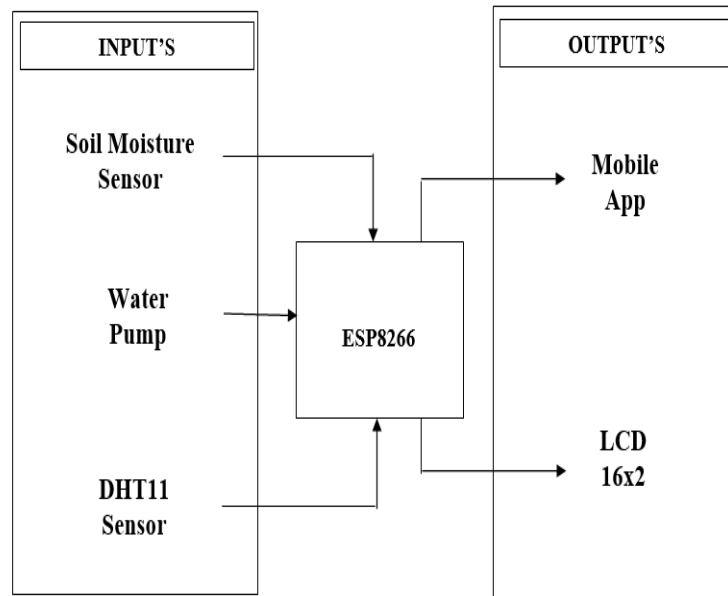 INPUT'S
Soil Moisture
Sensor
Water
Pump
DHT11
Sensor
ESP8266
OUTPUT'S
Mobile
App
LCD
16x2